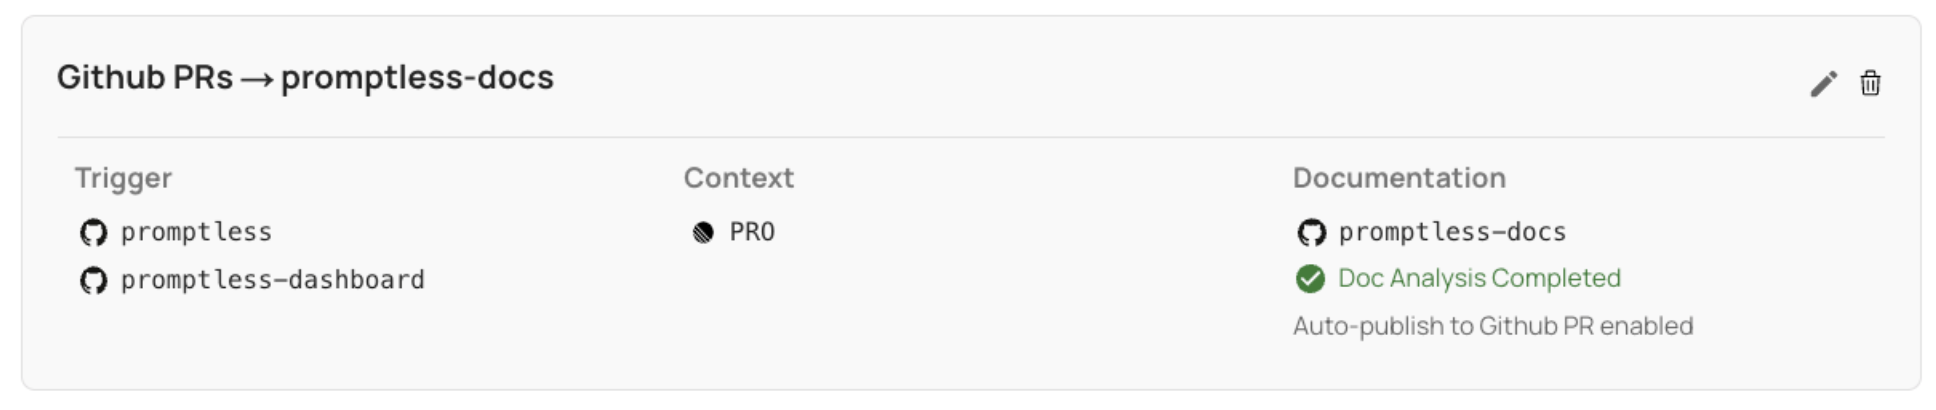 Github PRs → promptless-docs
Trigger
promptless
promptless-dashboard
Context
PRO
Documentation
promptless-docs
Doc Analysis Completed
Auto-publish to Github PR enabled